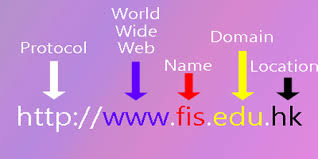 World
Wide
Web
Domain
Protocol
Name
Location
http://www.fis.edu.hk